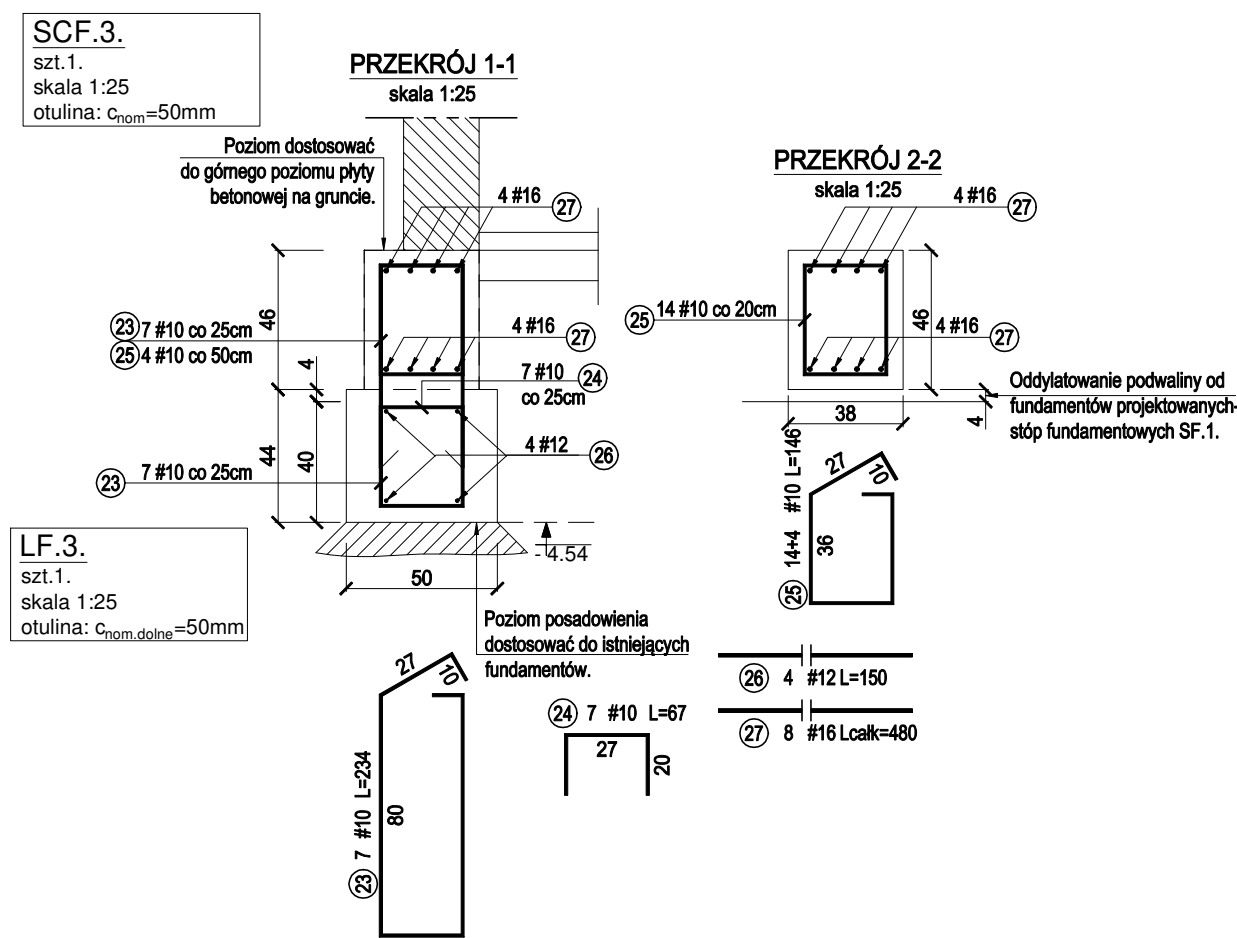 SCF.3.
szt.1.
skala 1:25
otulina: cnom=50mm
PRZEKRÓJ 1-1
skala 1:25
Poziom dostosować
do górnego poziomu płyty
betonowej na gruncie.
4 #16 27
23 7 #10 co 25cm
25 4 #10 co 50cm
46
4
4 #16 27
7 #10 24
co 25cm
44
40
4 #12 26
23 7 #10 co 25cm
- 4.54
50
Poziom posadowienia
dostosować do istniejących
fundamentów.
PRZEKRÓJ 2-2
skala 1:25
4 #16 27
25 14 #10 co 20cm
46
4 #16 27
38
4
Oddylatowanie podwaliny od
fundamentów projektowanych-
stóp fundamentowych SF.1.
LF.3.
szt.1.
skala 1:25
otulina: cnom.dolne=50mm
27
10
25 14+4 #10 L=146
36
26 4 #12 L=150
27 8 #16 Lcałk=480
27
10
23 7 #10 L=234
80
24 7 #10 L=67
27
20